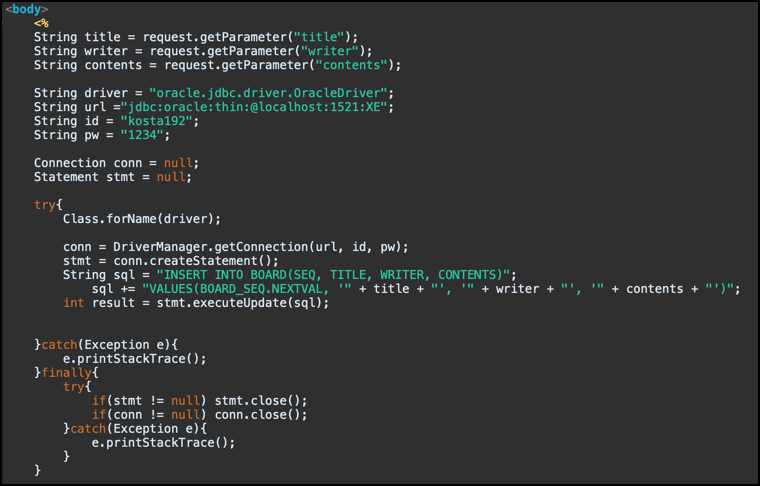 <body>
<%
String title = request.getParameter("title");
String writer = request.getParameter("writer");
String contents = request.getParameter("contents");
String driver = "oracle.jdbc.driver.OracleDriver";
String url ="jdbc:oracle:thin:@localhost:1521:XE";
String id = "kosta192";
String pw = "1234";
Connection conn = null;
Statement stmt = null;
try{
Class.forName(driver);
conn = DriverManager.getConnection(url, id, pw);
stmt = conn.createStatement();
String sql = "INSERT INTO BOARD(SEQ, TITLE, WRITER, CONTENTS)";
sql += "VALUES(BOARD_SEQ.NEXTVAL, '" + title + "', '" + writer + "', '" + contents + "')";
int result = stmt.executeUpdate(sql);
}catch(Exception e){
e.printStackTrace();
}finally{
try{
if(stmt != null) stmt.close();
if(conn != null) conn.close();
}catch(Exception e){
e.printStackTrace();
}
}